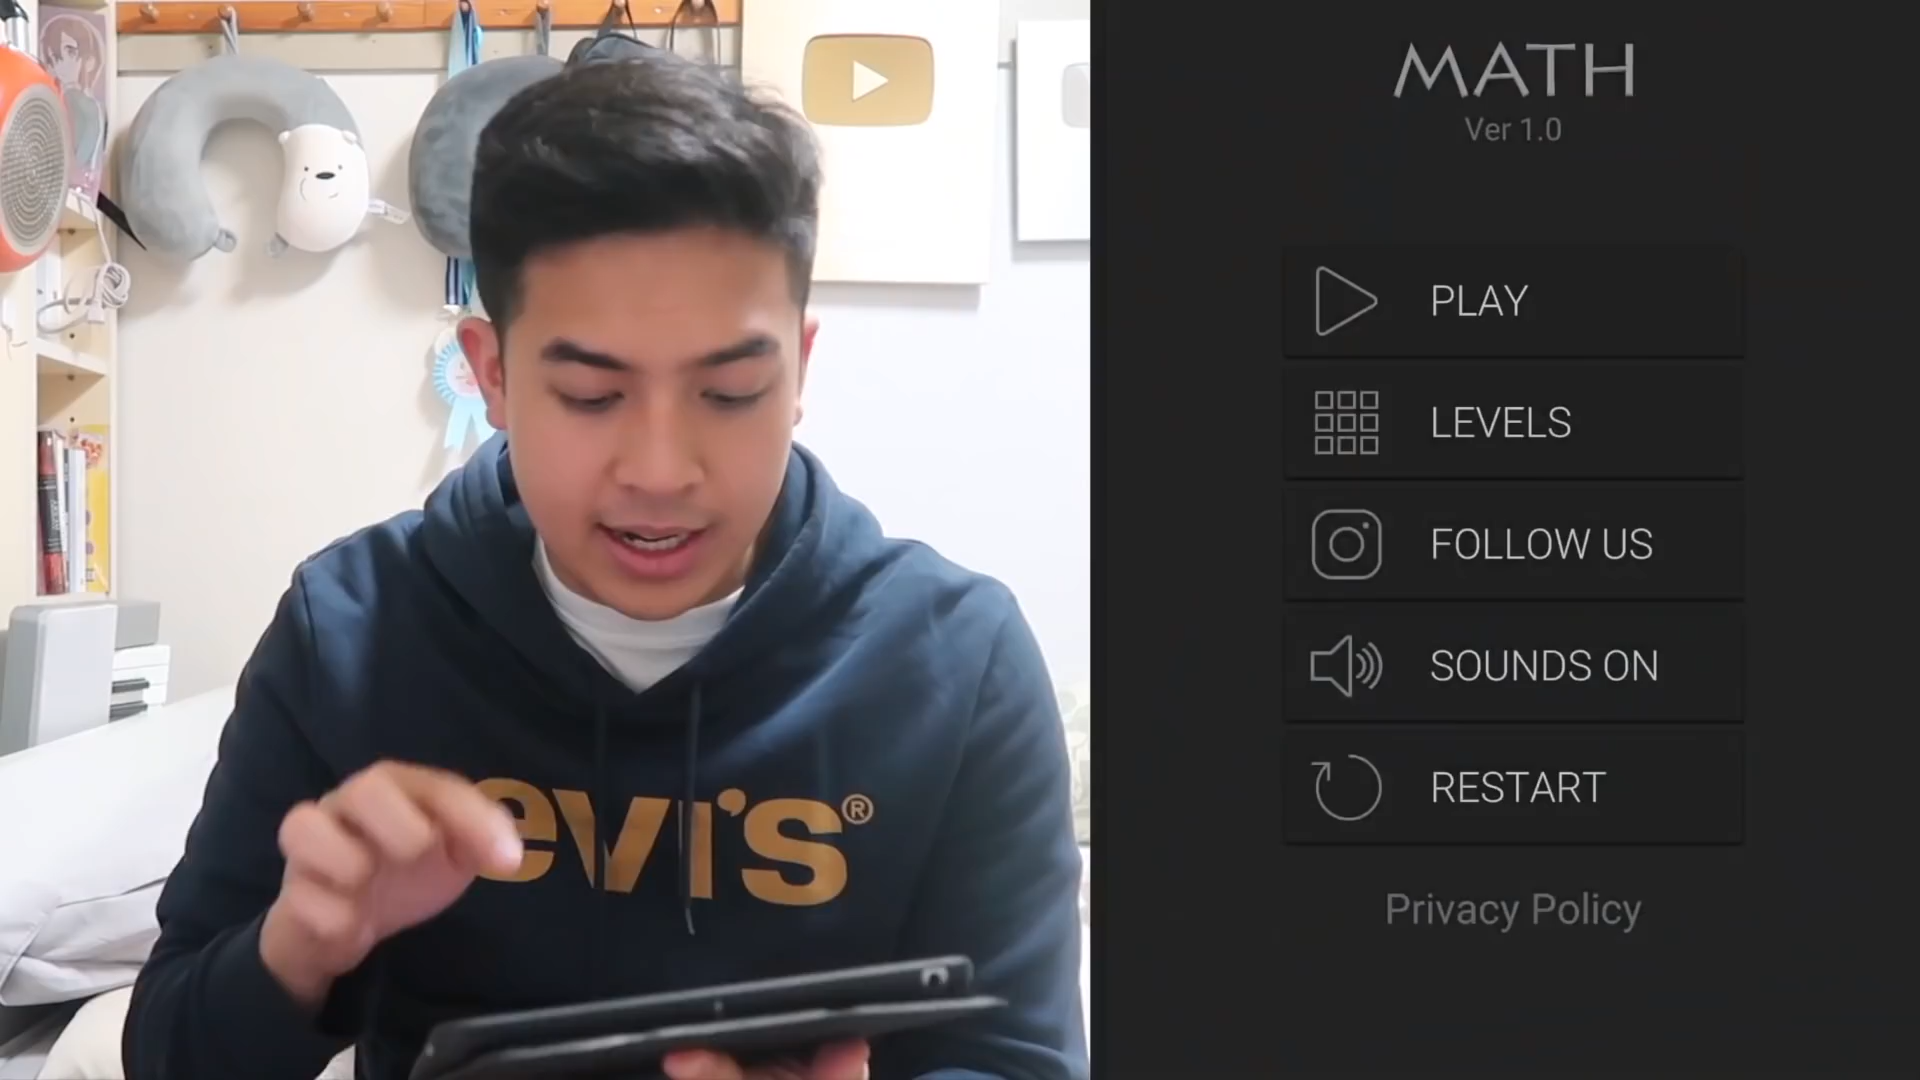 evi's®
MATH
Ver 1.0
PLAY
LEVELS
FOLLOW US
SOUNDS ON
RESTART
Privacy Policy